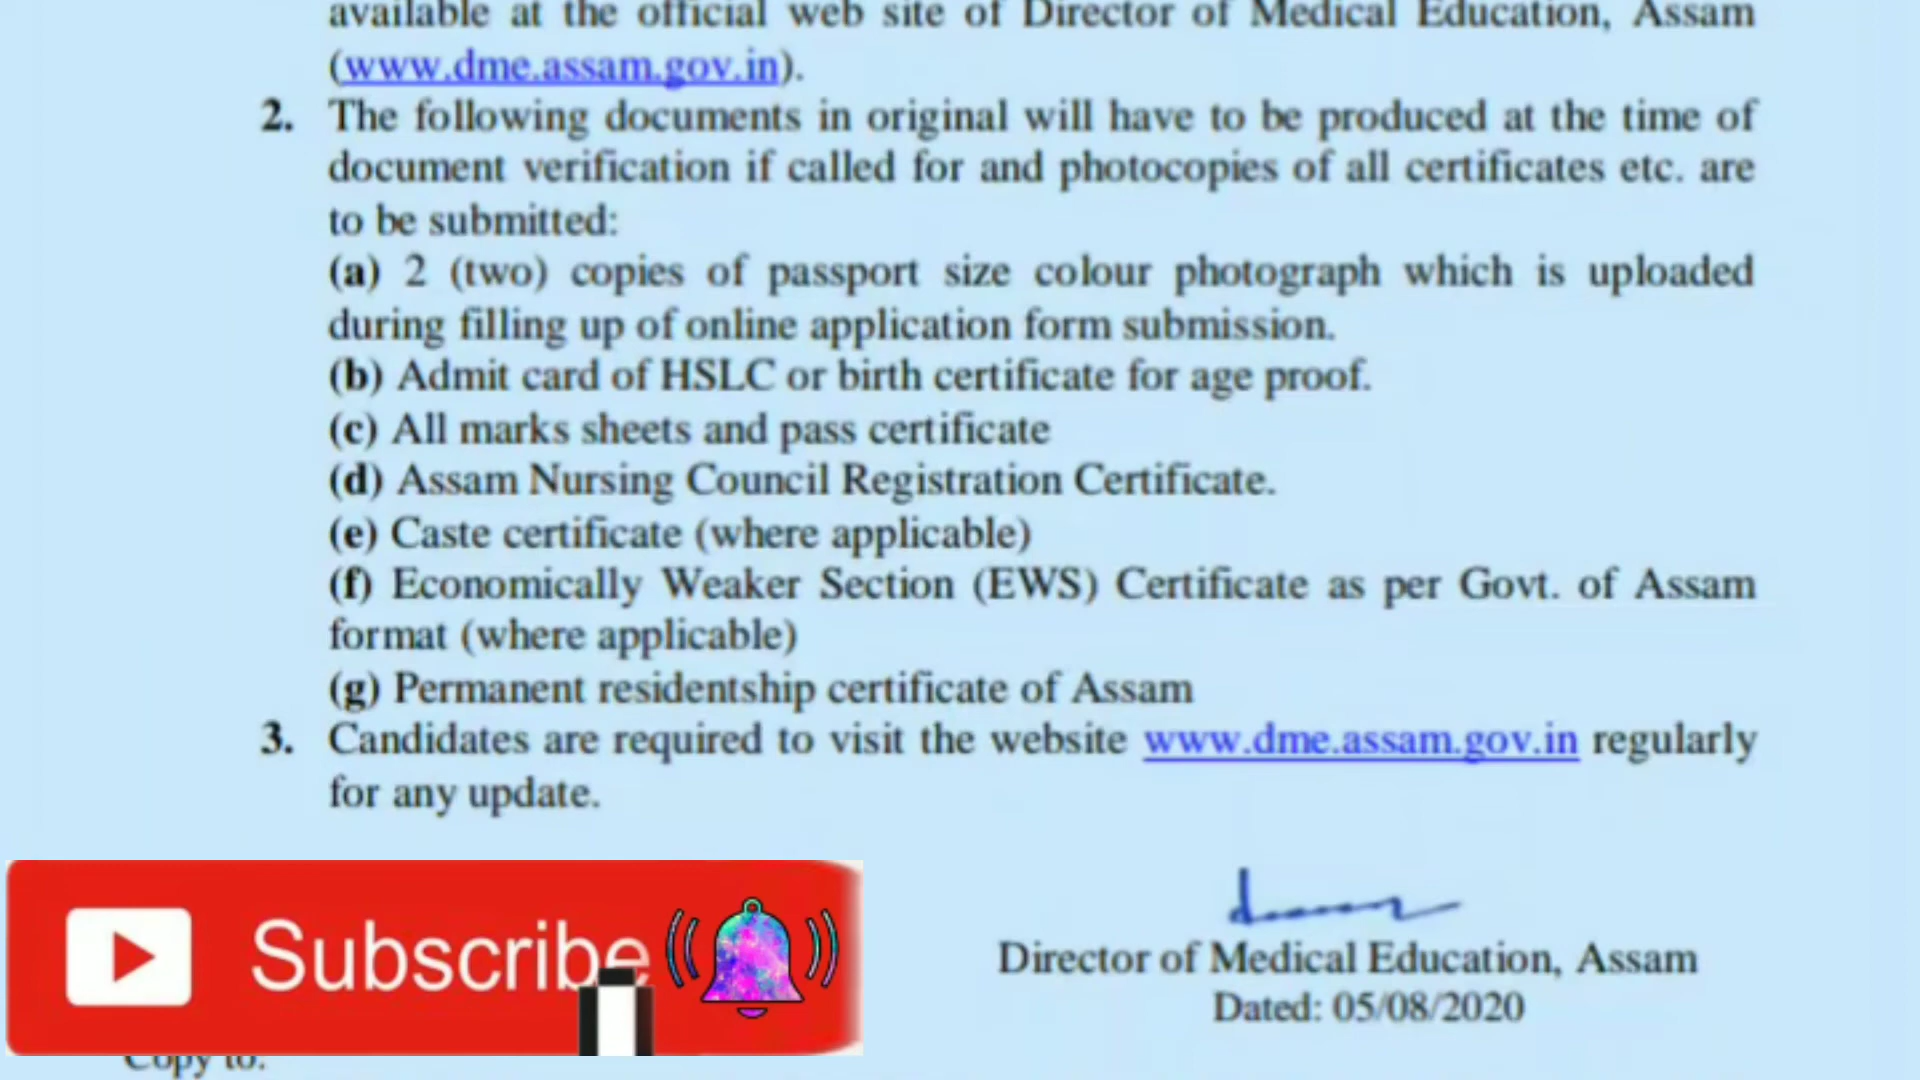 available at the official web site of Director of Medical Education, Assam
(www.dme.assam.gov.in).
2. The following documents in original will have to be produced at the time of
document verification if called for and photocopies of all certificates etc. are
to be submitted:
(a) 2 (two) copies of passport size colour photograph which is uploaded
during filling up of online application form submission.
(b) Admit card of HSLC or birth certificate for age proof.
(c) All marks sheets and pass certificate
(d) Assam Nursing Council Registration Certificate.
(e) Caste certificate (where applicable)
(f) Economically Weaker Section (EWS) Certificate as per Govt. of Assam
format (where applicable)
(g) Permanent residentship certificate of Assam
3. Candidates are required to visit the website www.dme.assam.gov.in regularly
for any update.
Subscribe
Director of Medical Education, Assam
Dated: 05/08/2020
Copy to: